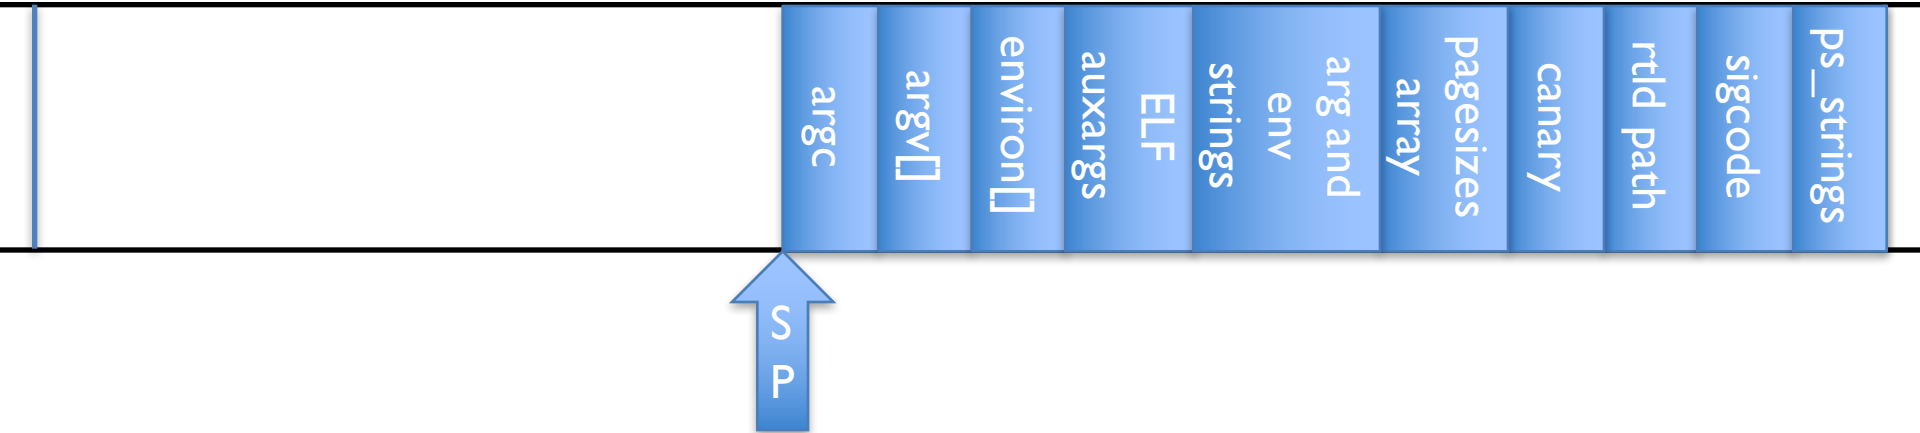 argc
argv[]
environ[]
ELF
auxargs
arg and
env
strings
pagesizes
array
canary
rtld path
sigcode
ps_strings
S
P